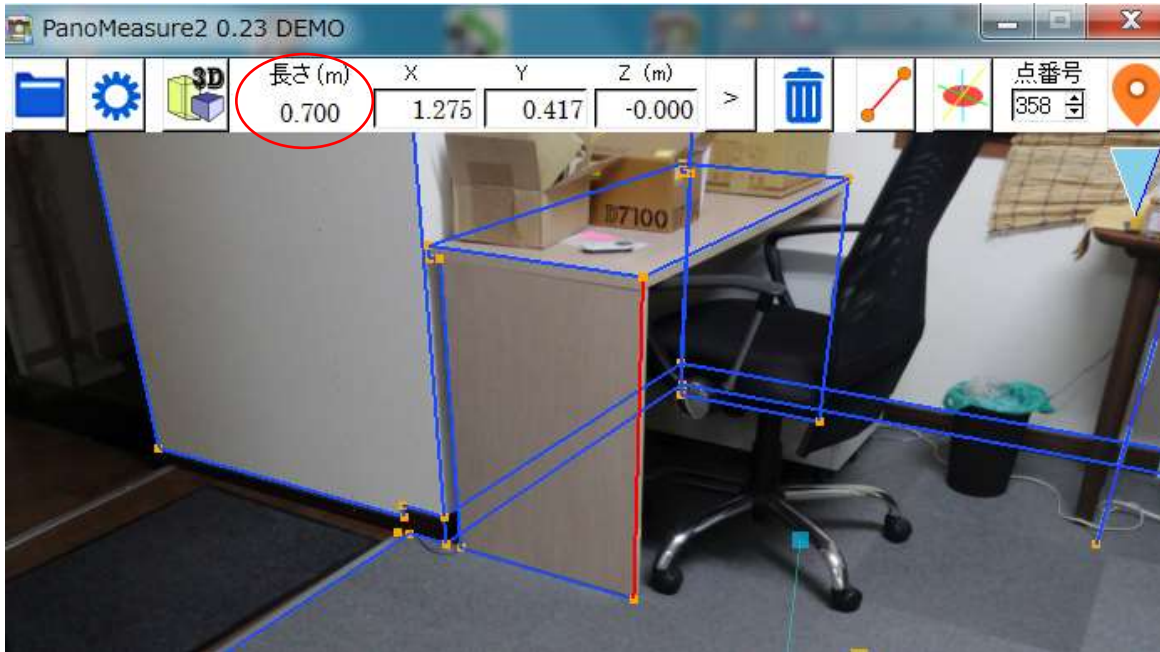 PanoMeasure2 0.23 DEMO
3D
長さ(m) X Y Z (m) 点番号
0.700 1.275 0.417 -0.000 > 358
D7100